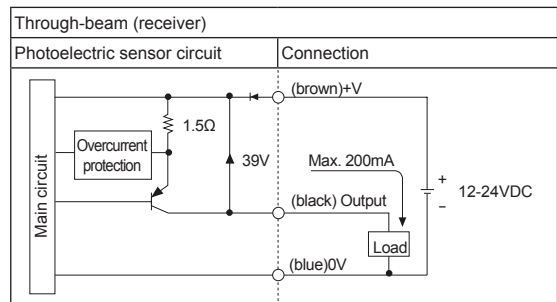 Through-beam (receiver)
Photoelectric sensor circuit
Connection
(brown)+V
1.5Ω
Overcurrent
protection
39V
Max. 200mA
Main circuit
+
12-24VDC
−
(black) Output
Load
(blue)0V